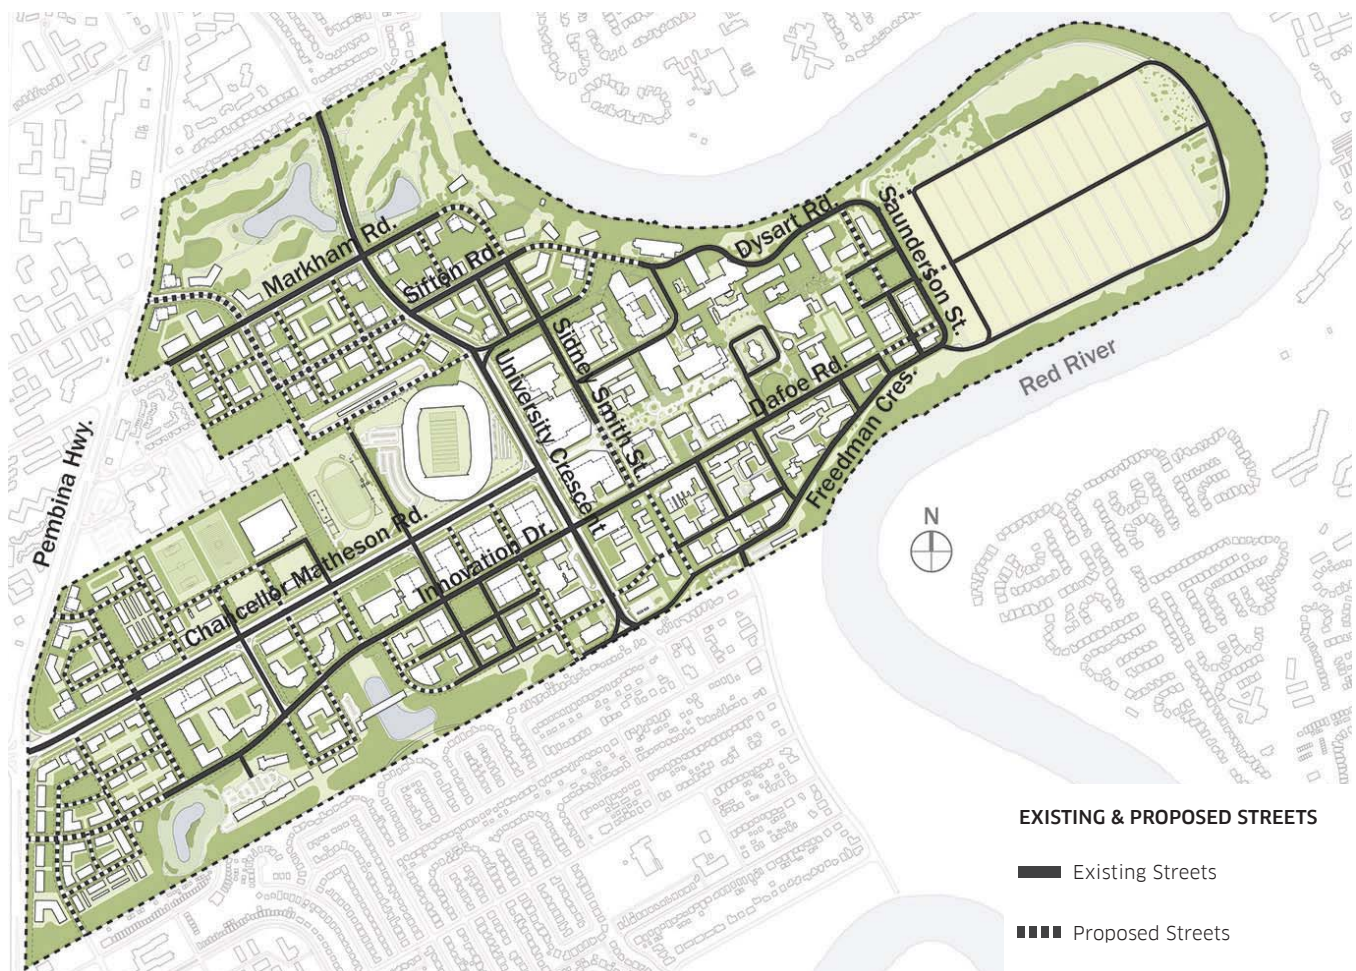 Markham Rd.
Sifton Rd.
Dysart Rd.
Saunderson St.
Sidney Smith St.
University Crescent
Dafoe Rd.
Freedman Cres.
Red River
Pembina Hwy.
Chancellor Matheson Rd.
Innovation Dr.
N
EXISTING & PROPOSED STREETS
Existing Streets
Proposed Streets